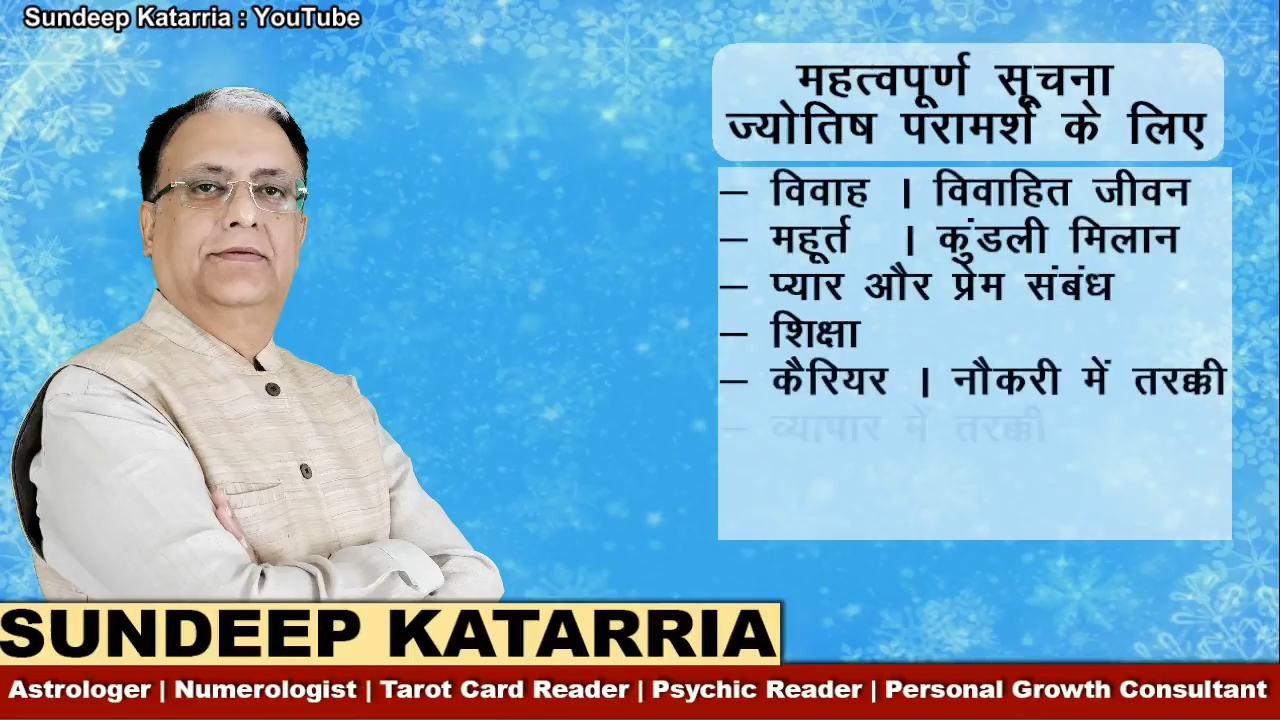 Sundeep Katarria : YouTube
महत्वपूर्ण सूचना
ज्योतिष परामर्श के लिए
– विवाह । विवाहित जीवन
– महूर्त । कुंडली मिलान
– प्यार और प्रेम संबंध
– शिक्षा
– कैरियर । नौकरी में तरक्की
– व्यापार में तरक्की
SUNDEEP KATARRIA
Astrologer | Numerologist | Tarot Card Reader | Psychic Reader | Personal Growth Consultant